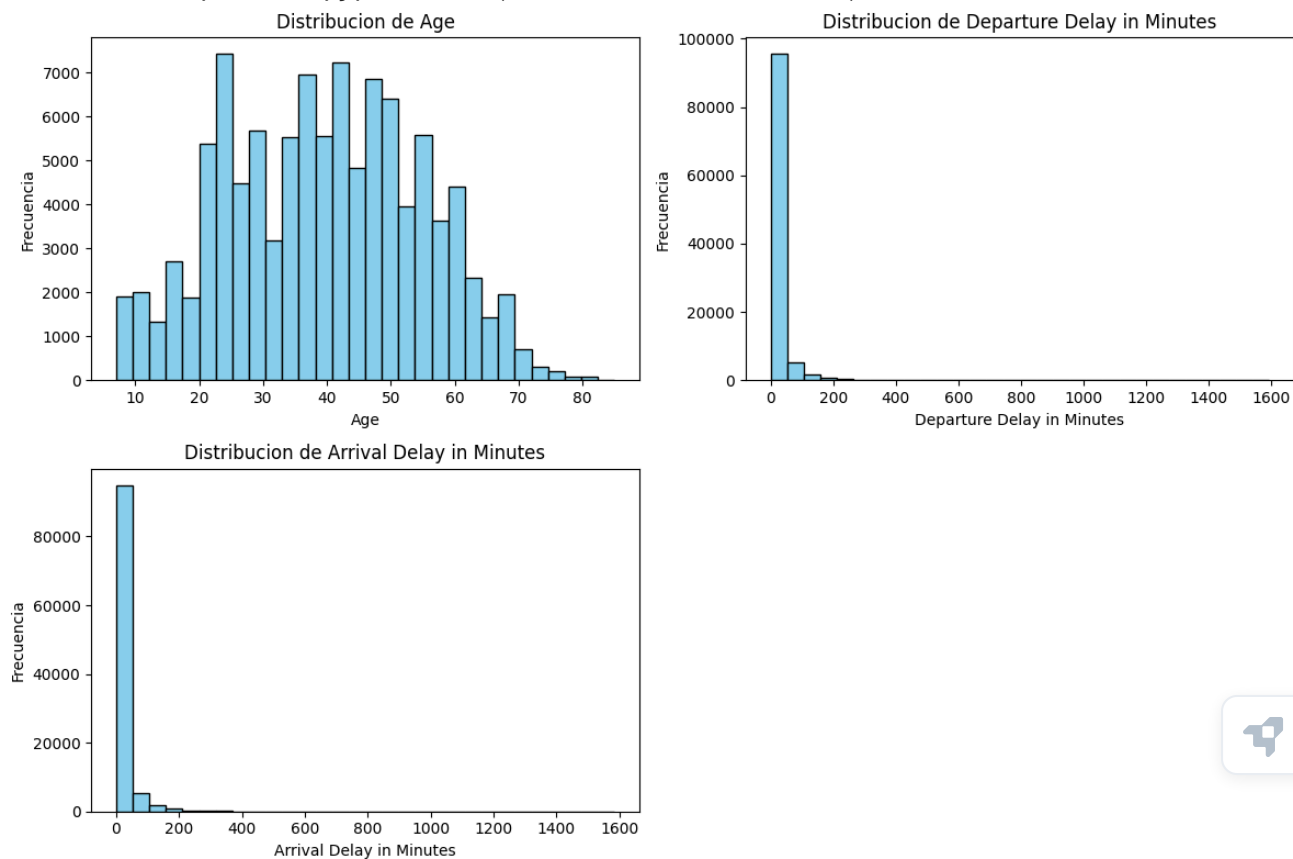 Distribucion de Age
7000
6000
5000
4000
3000
2000
1000
0
Frecuencia
10 20 30 40 50 60 70 80
Age
Distribucion de Departure Delay in Minutes
100000
80000
60000
40000
20000
0
Frecuencia
0 200 400 600 800 1000 1200 1400 1600
Departure Delay in Minutes
Distribucion de Arrival Delay in Minutes
80000
60000
40000
20000
0
Frecuencia
0 200 400 600 800 1000 1200 1400 1600
Arrival Delay in Minutes